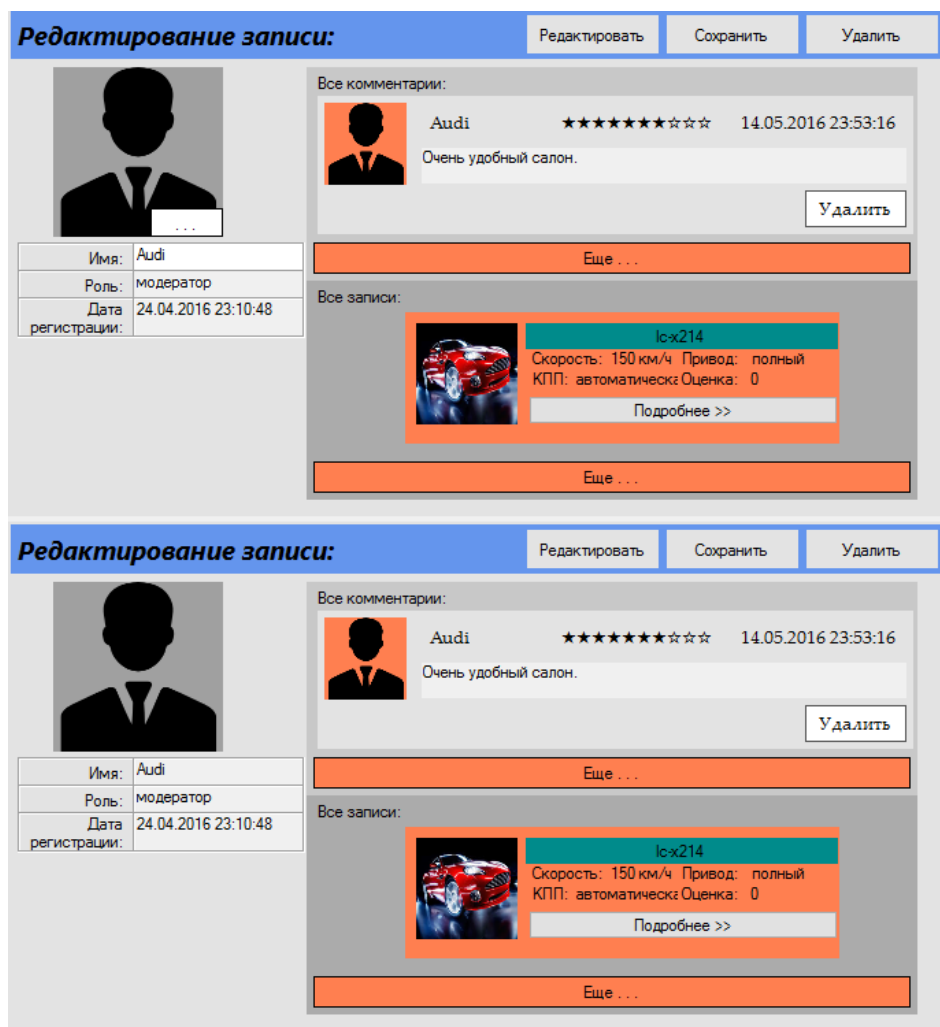 Редактирование записи: Редактировать Сохранить Удалить
Все комментарии:
Audi ★★★★★★★☆☆☆ 14.05.2016 23:53:16
Очень удобный салон.
Удалить
. . .
Имя: Audi
Роль: модератор
Дата регистрации: 24.04.2016 23:10:48
Еще . . .
Все записи:
lc-x214
Скорость: 150 км/ч Привод: полный
КПП: автоматическа Оценка: 0
Подробнее >>
Еще . . .
Редактирование записи: Редактировать Сохранить Удалить
Все комментарии:
Audi ★★★★★★★☆☆☆ 14.05.2016 23:53:16
Очень удобный салон.
Удалить
Имя: Audi
Роль: модератор
Дата регистрации: 24.04.2016 23:10:48
Еще . . .
Все записи:
lc-x214
Скорость: 150 км/ч Привод: полный
КПП: автоматическа Оценка: 0
Подробнее >>
Еще . . .